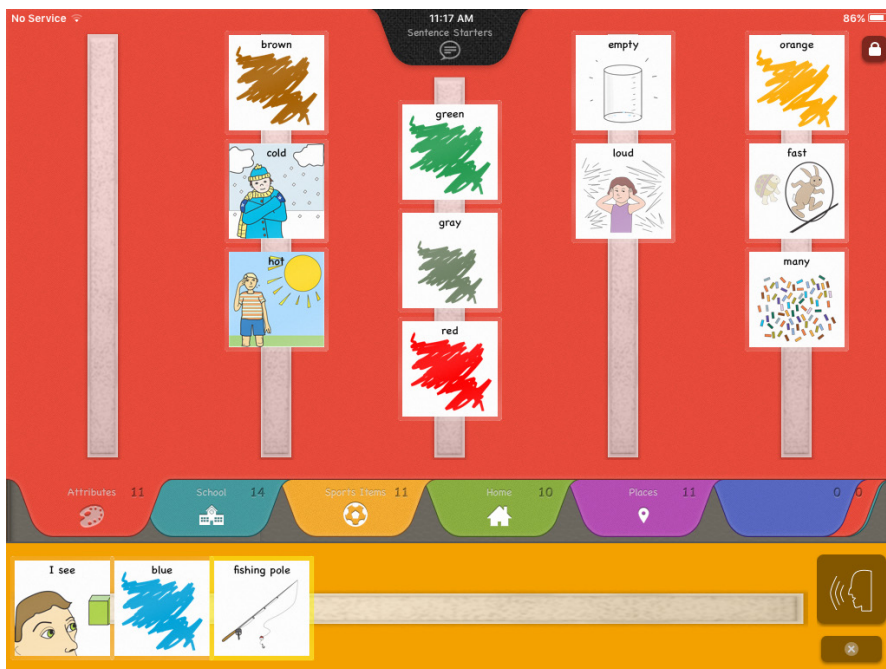 No Service
11:17 AM
86%
Sentence Starters
brown
empty
orange
green
cold
loud
fast
gray
hot
many
red
Attributes 11
School 14
Sports Items 11
Home 10
Places 11
0
0
I see
blue
fishing pole